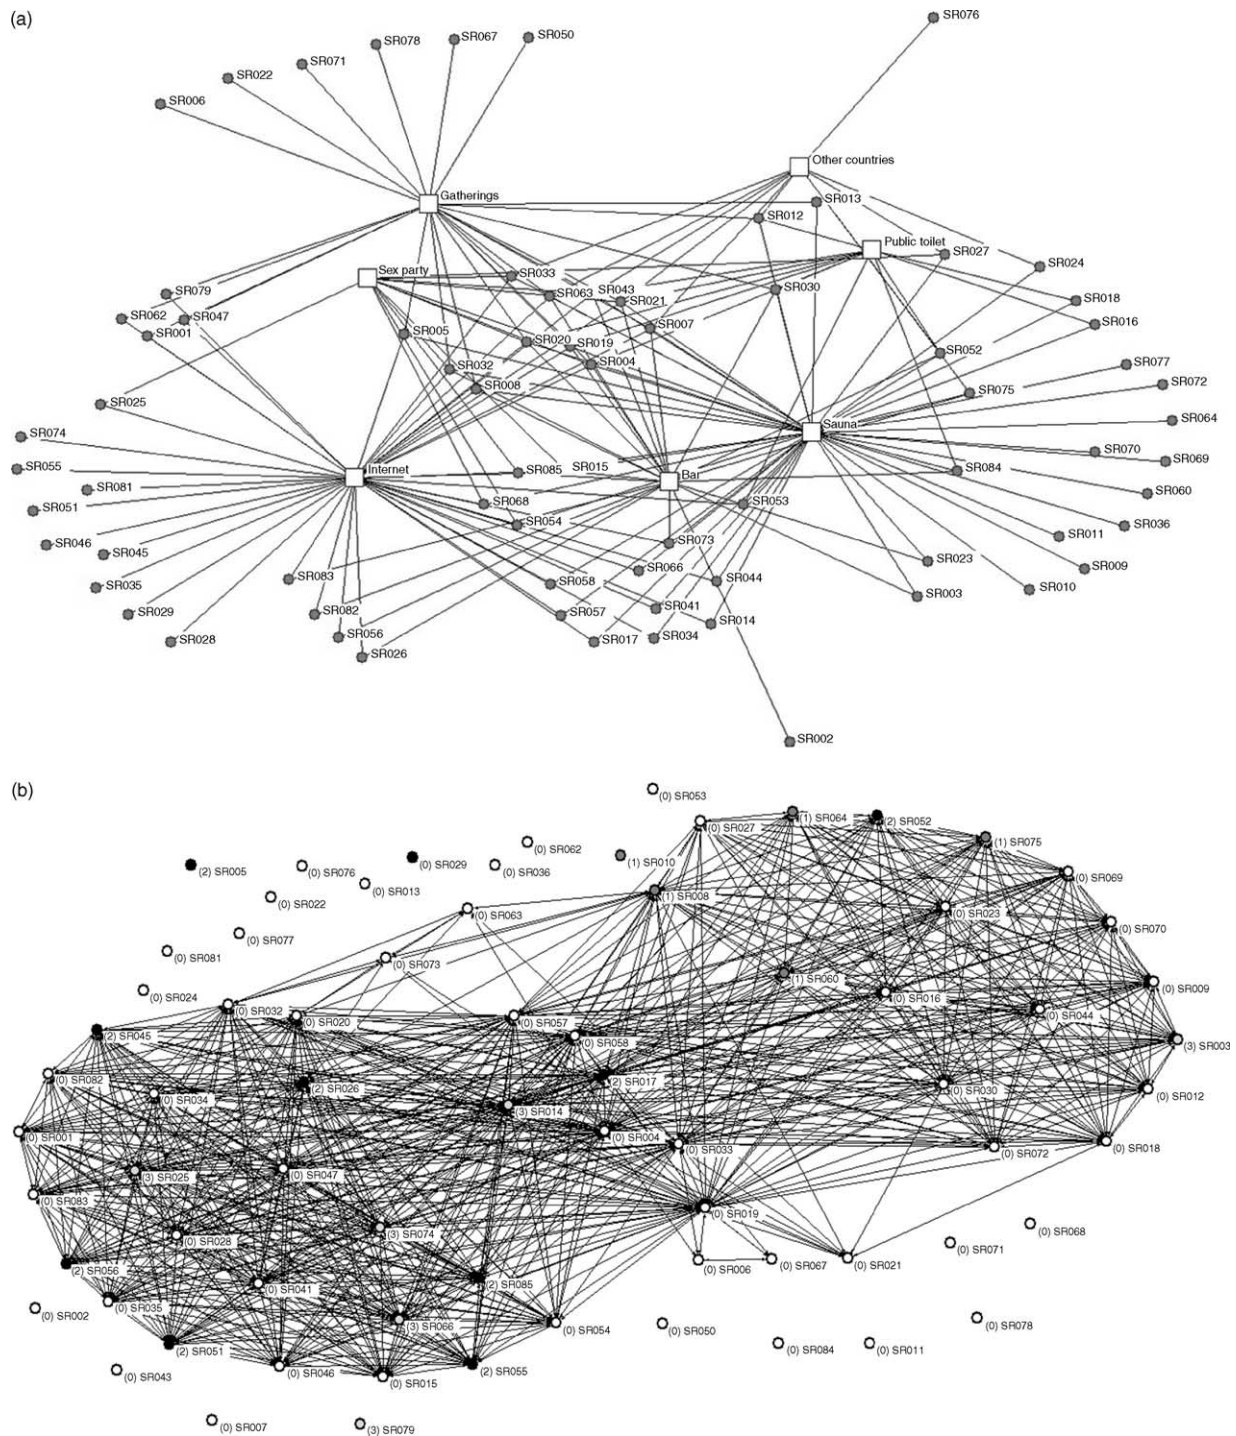 (a)
SR076
SR050
SR067
SR078
SR071
SR022
SR006
Other countries
Gatherings
SR013
SR012
Public toilet
SR027
SR024
Sex party
SR033
SR079
SR063
SR043
SR021
SR030
SR018
SR062
SR047
SR001
SR005
SR007
SR016
SR020
SR019
SR052
SR032
SR004
SR077
SR008
SR075
SR072
SR025
SR064
Sauna
SR074
SR070
SR069
SR055
Internet
SR085
SR015
Bar
SR084
SR081
SR060
SR051
SR068
SR053
SR054
SR036
SR046
SR045
SR073
SR011
SR023
SR009
SR035
SR083
SR058
SR066
SR044
SR010
SR003
SR029
SR082
SR057
SR041
SR014
SR028
SR056
SR017
SR034
SR026
SR002
(b)
(0) SR053
(1) SR064
(2) SR052
(0) SR027
(1) SR075
(0) SR062
(1) SR010
(2) SR005
(0) SR076
(0) SR029
(0) SR036
(0) SR069
(0) SR013
(0) SR022
(1) SR008
(0) SR063
(0) SR023
(0) SR070
(0) SR077
(0) SR081
(0) SR073
(1) SR060
(0) SR009
(0) SR024
(0) SR016
(0) SR032
(0) SR020
(0) SR057
(0) SR044
(2) SR045
(0) SR058
(3) SR003
(0) SR082
(2) SR026
(2) SR017
(0) SR030
(0) SR012
(0) SR034
(3) SR014
(0) SR001
(0) SR004
(0) SR033
(0) SR072
(0) SR018
(3) SR025
(0) SR047
(0) SR083
(0) SR019
(0) SR028
(3) SR074
(0) SR068
(0) SR071
(2) SR056
(0) SR006
(0) SR067
(0) SR021
(0) SR041
(2) SR085
(0) SR035
(0) SR002
(3) SR066
(0) SR054
(0) SR050
(0) SR078
(2) SR051
(0) SR084
(0) SR011
(0) SR043
(0) SR046
(0) SR015
(2) SR055
(0) SR007
(3) SR079